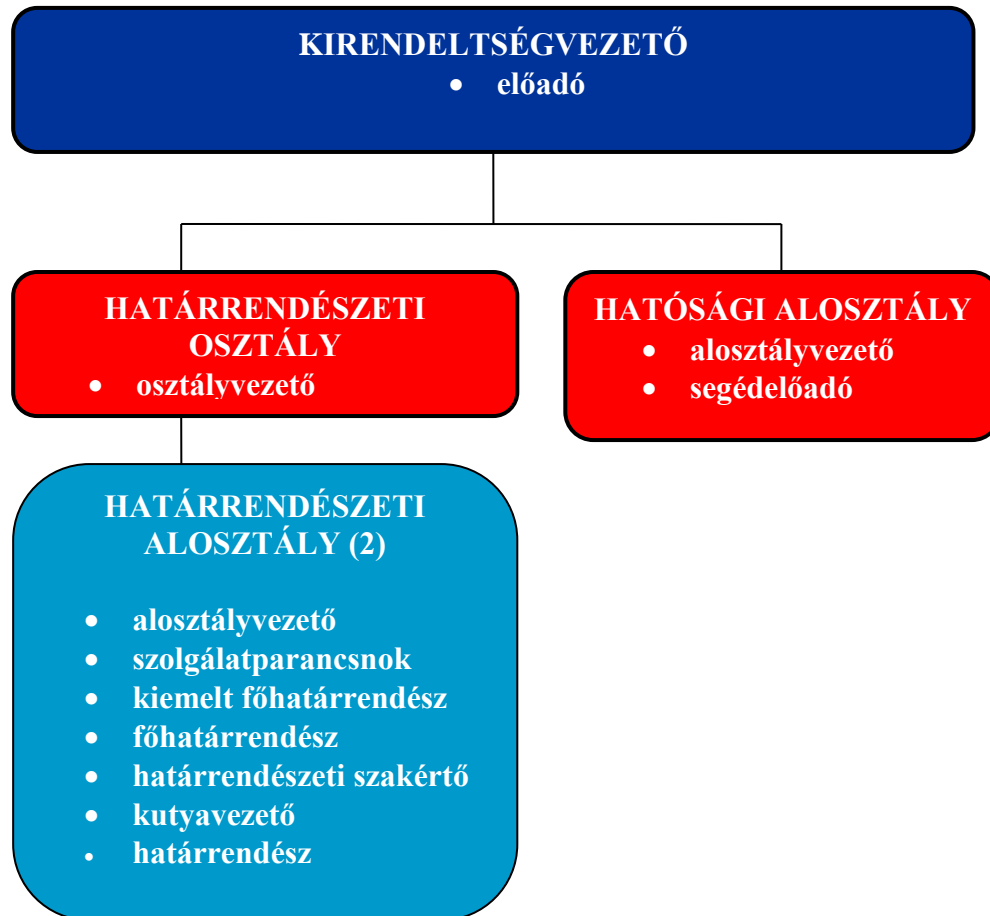 KIRENDELTSÉGVEZETŐ
• előadó
HATÁRRENDÉSZETI
OSZTÁLY
• osztályvezető
HATÓSÁGI ALOSZTÁLY
• alosztályvezető
• segédelőadó
HATÁRRENDÉSZETI
ALOSZTÁLY (2)
• alosztályvezető
• szolgálatparancsnok
• kiemelt főhatárrendész
• főhatárrendész
• határrendészeti szakértő
• kutyavezető
• határrendész